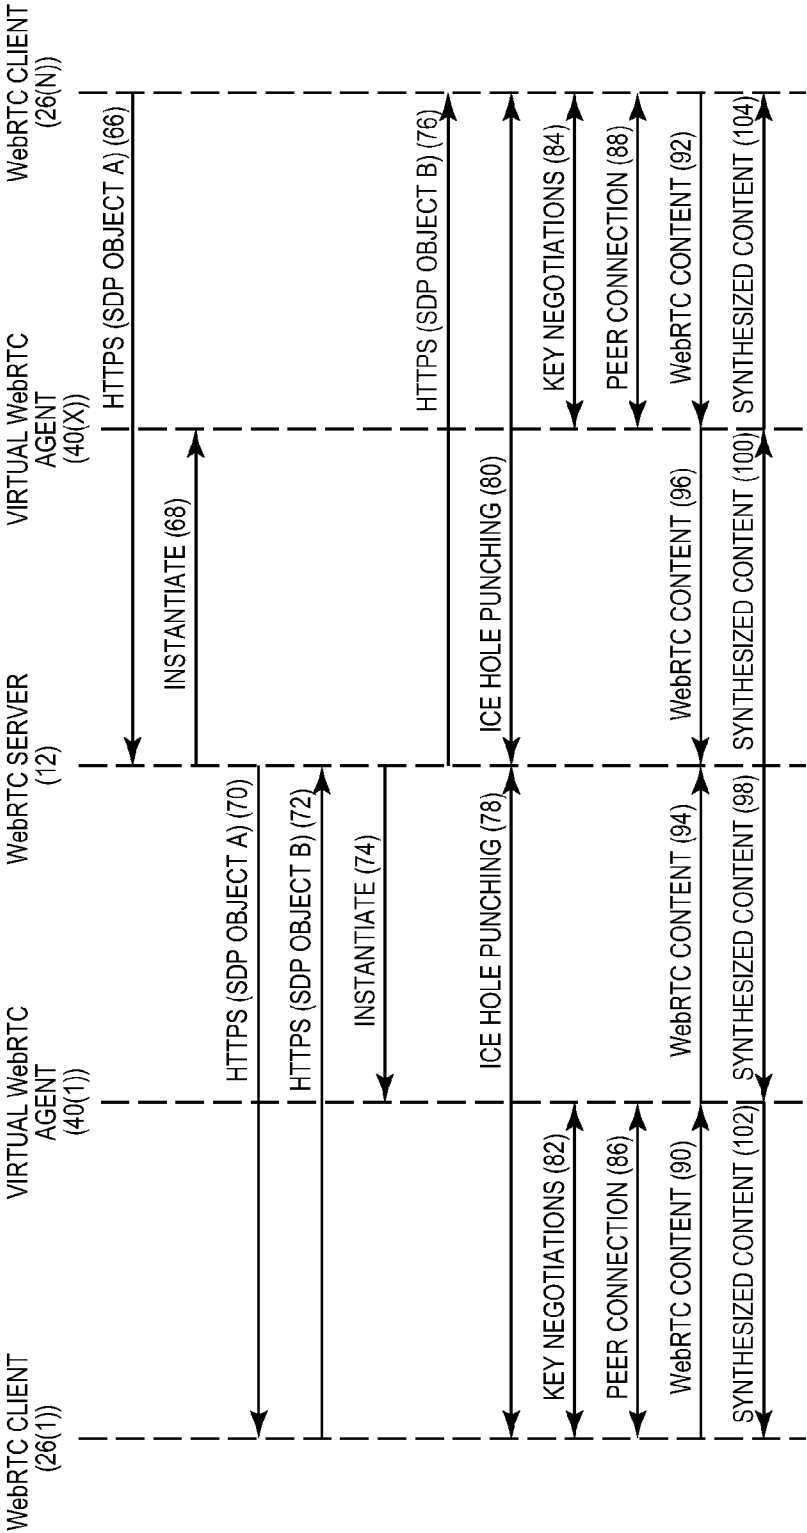 WebRTC CLIENT
(26(1))
VIRTUAL WebRTC
AGENT
(40(1))
WebRTC SERVER
(12)
VIRTUAL WebRTC
AGENT
(40(X))
WebRTC CLIENT
(26(N))
HTTPS (SDP OBJECT A) (66)
INSTANTIATE (68)
HTTPS (SDP OBJECT A) (70)
HTTPS (SDP OBJECT B) (72)
INSTANTIATE (74)
HTTPS (SDP OBJECT B) (76)
ICE HOLE PUNCHING (78)
ICE HOLE PUNCHING (80)
KEY NEGOTIATIONS (82)
KEY NEGOTIATIONS (84)
PEER CONNECTION (86)
PEER CONNECTION (88)
WebRTC CONTENT (90)
WebRTC CONTENT (94)
WebRTC CONTENT (96)
WebRTC CONTENT (92)
SYNTHESIZED CONTENT (102)
SYNTHESIZED CONTENT (98)
SYNTHESIZED CONTENT (100)
SYNTHESIZED CONTENT (104)